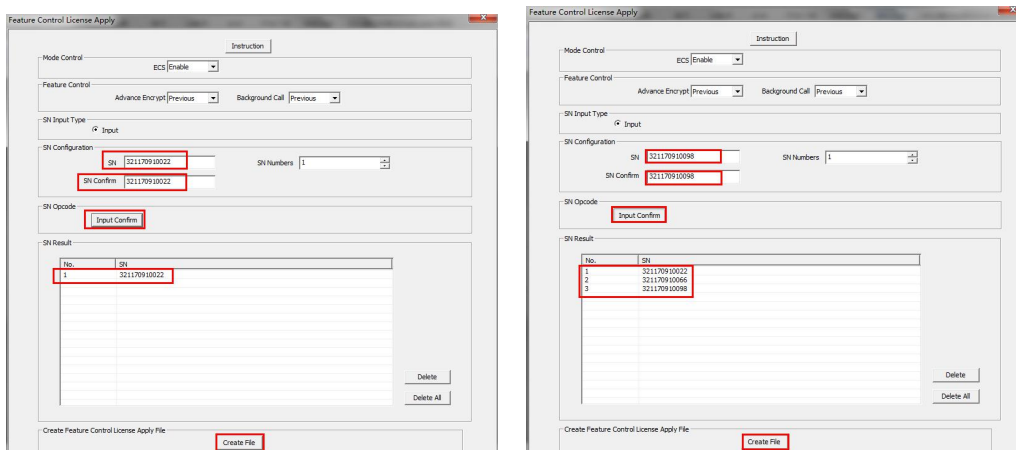 Feature Control License Apply
Instruction
Mode Control
ECS Enable
Feature Control
Advance Encrypt Previous Background Call Previous
SN Input Type
Input
SN Configuration
SN 321170910022 SN Numbers 1
SN Confirm 321170910022
SN Opcode
Input Confirm
SN Result
No. SN
1 321170910022
Delete
Delete All
Create Feature Control License Apply File
Create File
Feature Control License Apply
Instruction
Mode Control
ECS Enable
Feature Control
Advance Encrypt Previous Background Call Previous
SN Input Type
Input
SN Configuration
SN 321170910098 SN Numbers 1
SN Confirm 321170910098
SN Opcode
Input Confirm
SN Result
No. SN
1 321170910022
2 321170910066
3 321170910098
Delete
Delete All
Create Feature Control License Apply File
Create File